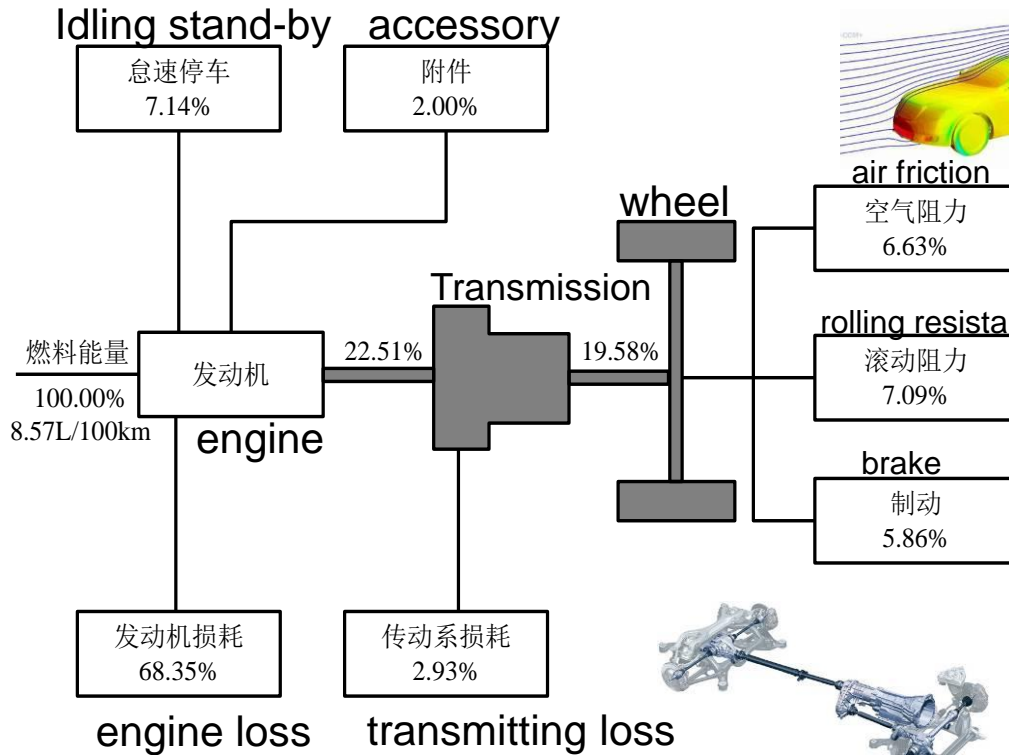 Idling stand-by
accessory
怠速停车
7.14%
附件
2.00%
air friction
空气阻力
6.63%
wheel
Transmission
rolling resista
滚动阻力
7.09%
燃料能量
100.00%
8.57L/100km
发动机
engine
22.51%
19.58%
brake
制动
5.86%
发动机损耗
68.35%
engine loss
传动系损耗
2.93%
transmitting loss